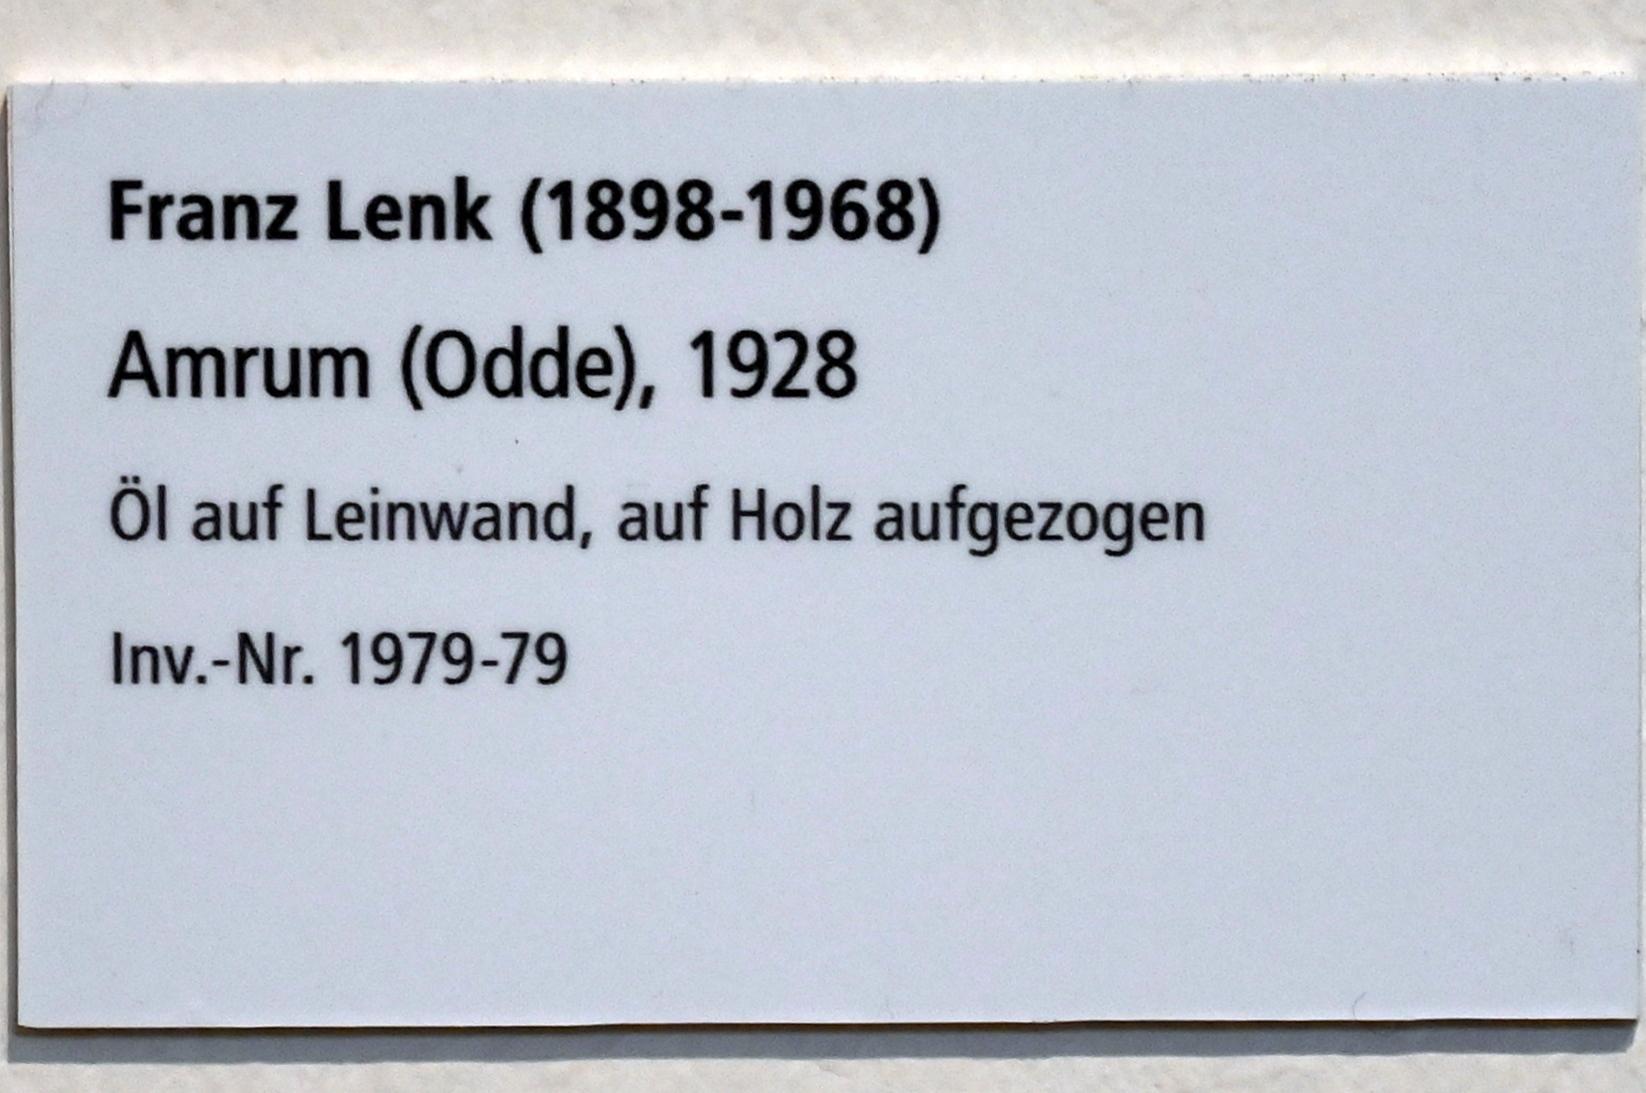 Franz Lenk (1898-1968)
Amrum (Odde), 1928
Öl auf Leinwand, auf Holz aufgezogen
Inv.-Nr. 1979-79